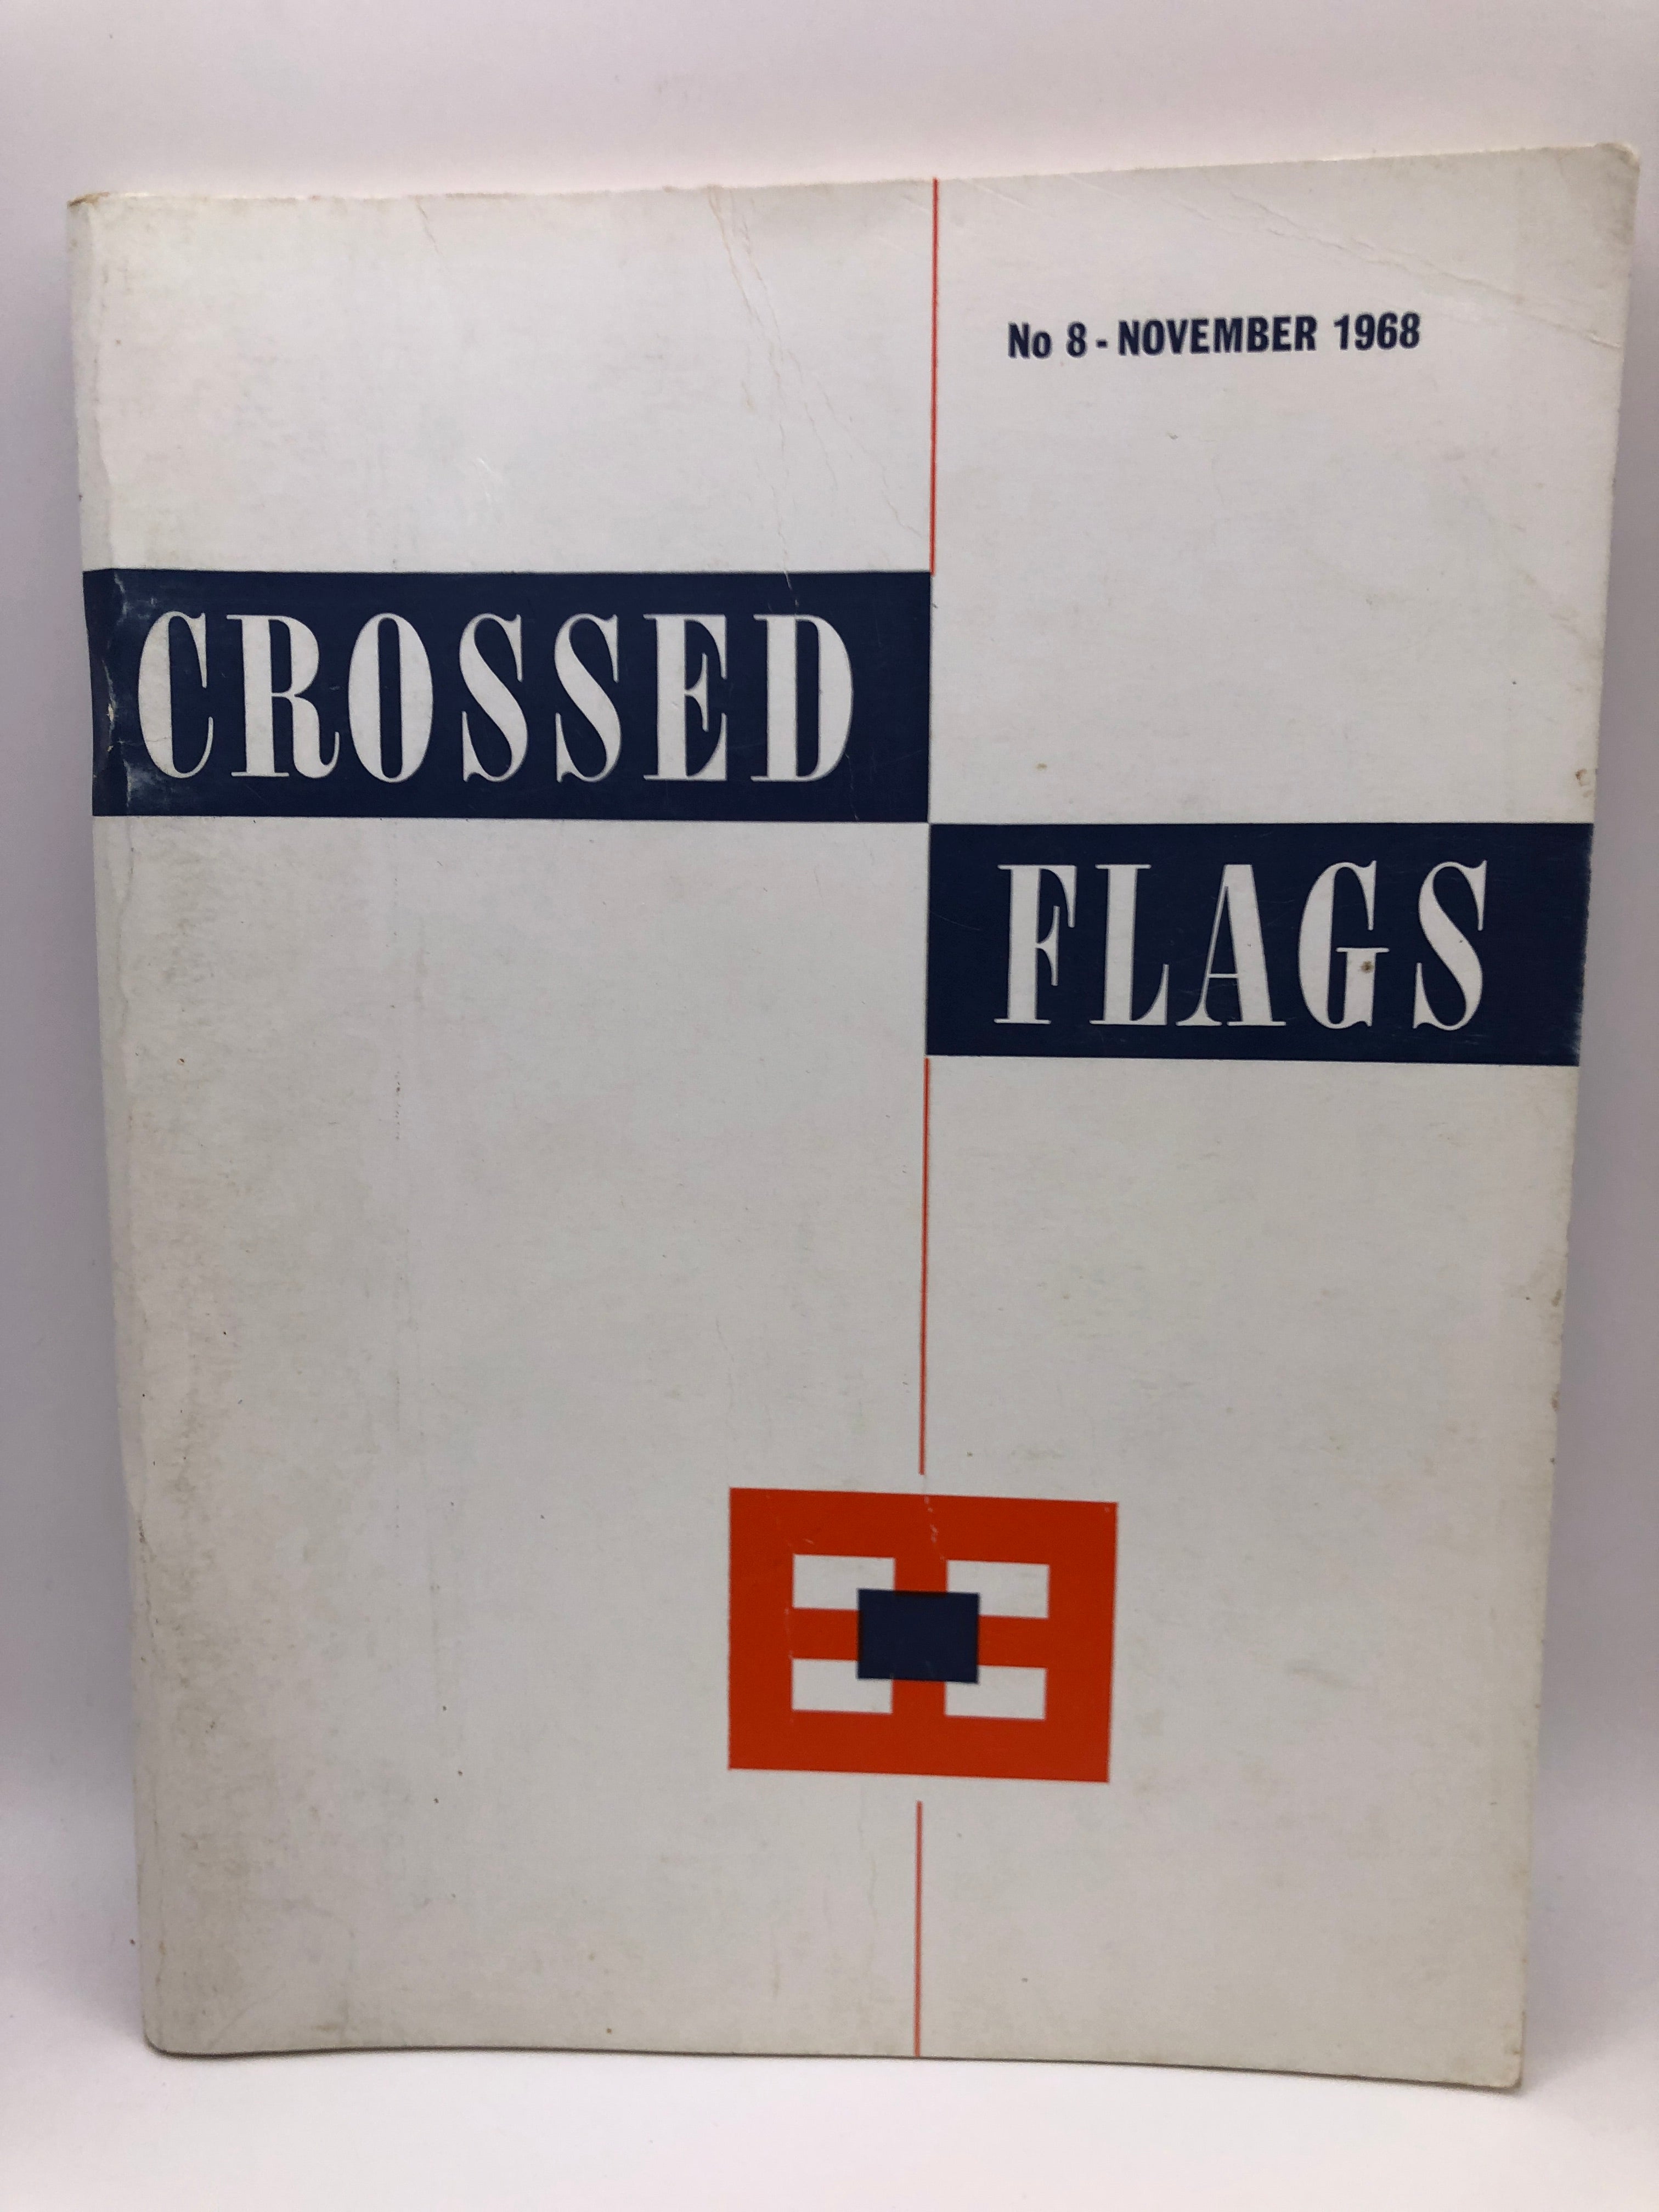 No 8 - NOVEMBER 1968
CROSSED
FLAGS